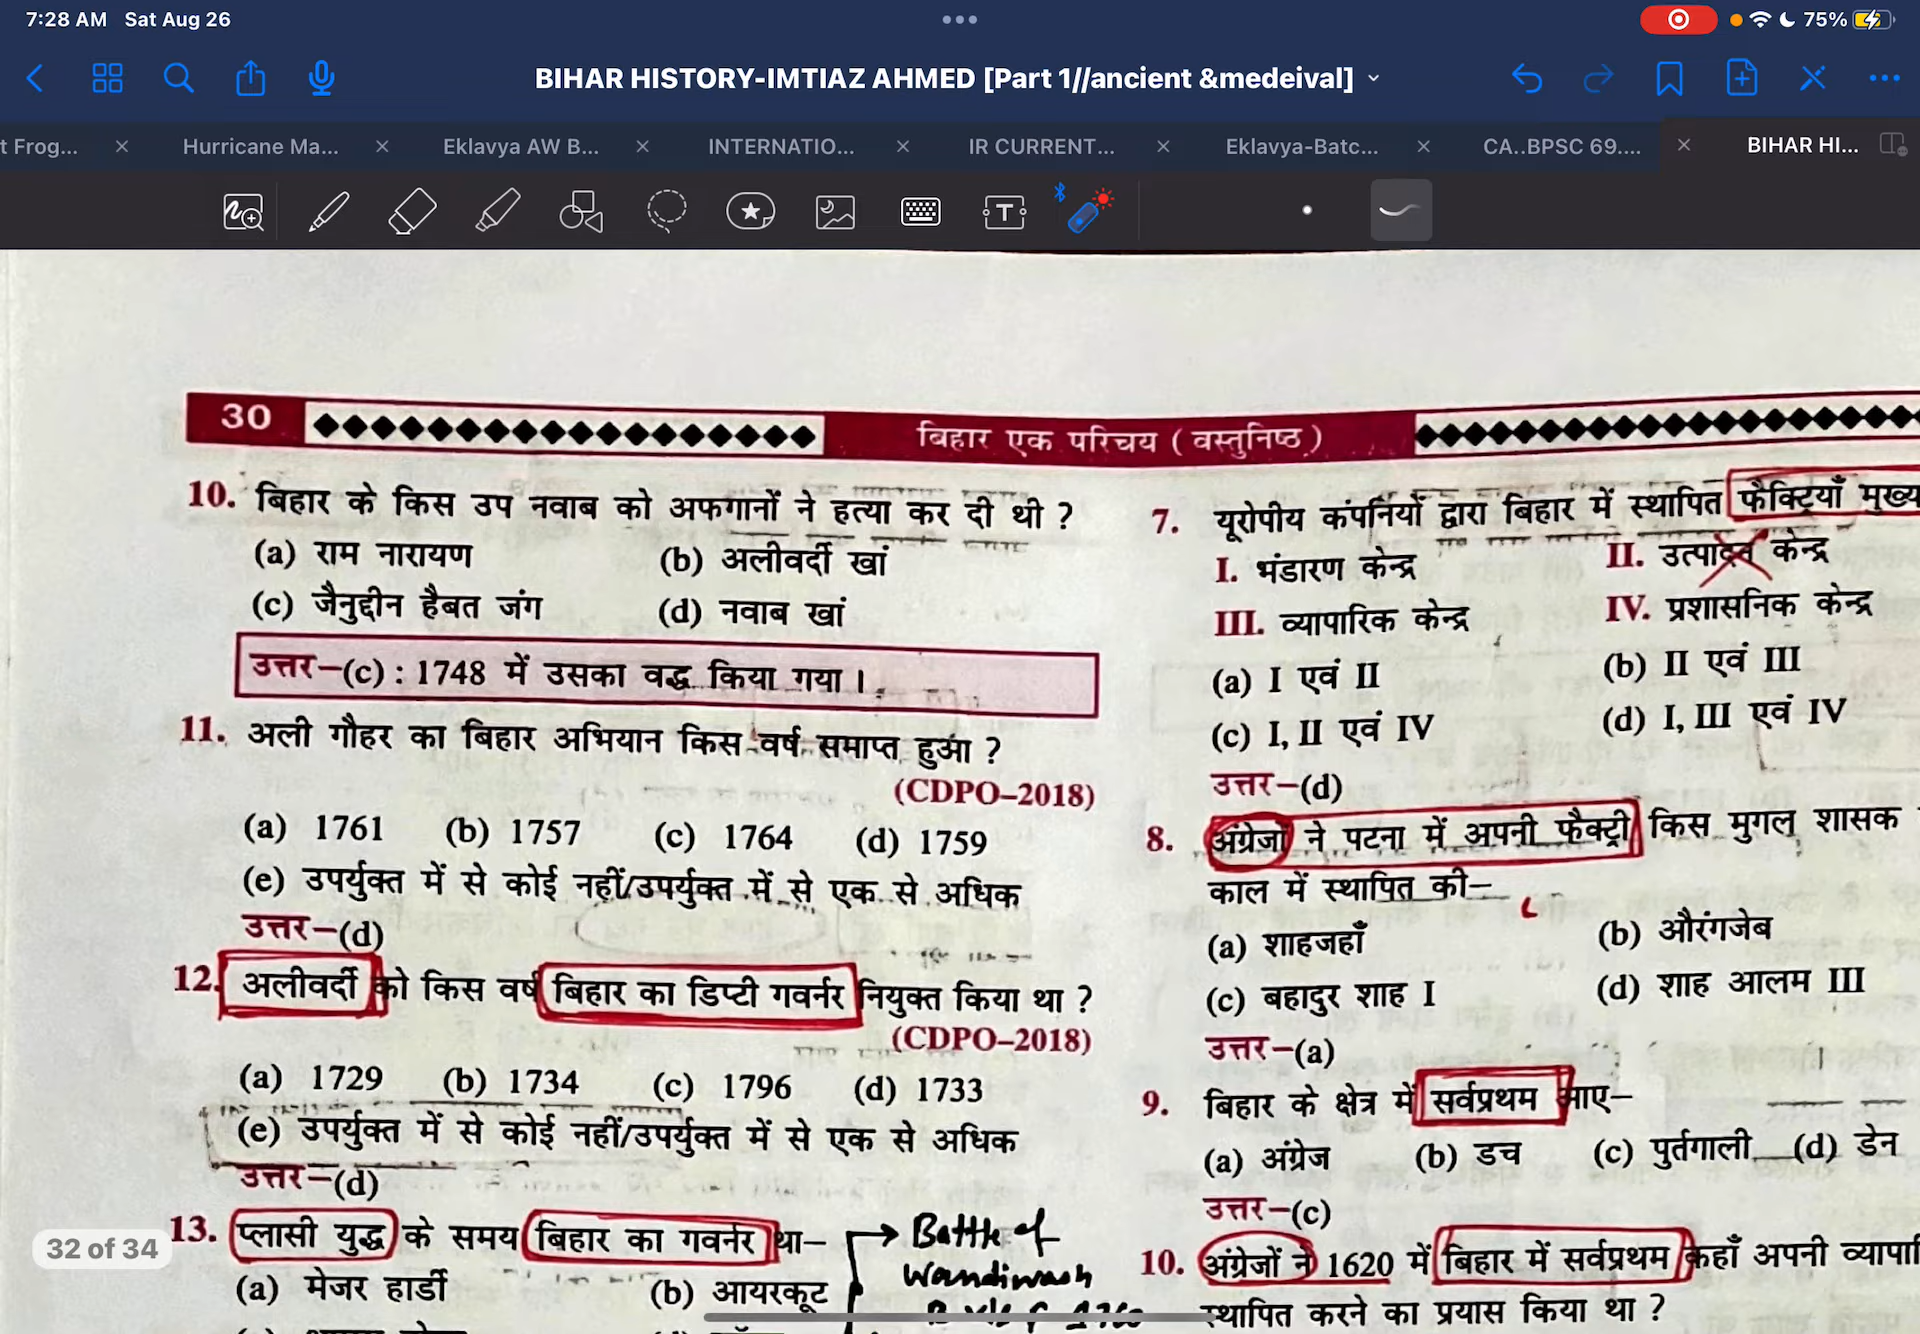 7:28 AM Sat Aug 26
75%
BIHAR HISTORY-IMTIAZ AHMED [Part 1//ancient &medeival]
t Frog...
Hurricane Ma...
Eklavya AW B...
INTERNATIO...
IR CURRENT...
Eklavya-Batc...
CA..BPSC 69....
BIHAR HI...
30
बिहार एक परिचय ( वस्तुनिष्ठ )
10. बिहार के किस उप नवाब को अफगानों ने हत्या कर दी थी ?
(a) राम नारायण (b) अलीवर्दी खां
(c) जैनुद्दीन हैबत जंग (d) नवाब खां
उत्तर–(c) : 1748 में उसका वद्ध किया गया।
11. अली गौहर का बिहार अभियान किस वर्ष समाप्त हुआ ?
(CDPO–2018)
(a) 1761 (b) 1757 (c) 1764 (d) 1759
(e) उपर्युक्त में से कोई नहीं/उपर्युक्त में से एक से अधिक
उत्तर–(d)
12. अलीवर्दी को किस वर्ष बिहार का डिप्टी गवर्नर नियुक्त किया था ?
(CDPO–2018)
(a) 1729 (b) 1734 (c) 1796 (d) 1733
(e) उपर्युक्त में से कोई नहीं/उपर्युक्त में से एक से अधिक
उत्तर–(d)
13. प्लासी युद्ध के समय बिहार का गवर्नर था–
(a) मेजर हार्डी (b) आयरकूट
Battle of
Wandiwash
7. यूरोपीय कंपनियों द्वारा बिहार में स्थापित फैक्ट्रियाँ मुख्य
I. भंडारण केन्द्र II. उत्पादन केन्द्र
III. व्यापारिक केन्द्र IV. प्रशासनिक केन्द्र
(a) I एवं II (b) II एवं III
(c) I, II एवं IV (d) I, III एवं IV
उत्तर–(d)
8. अंग्रेजों ने पटना में अपनी फैक्ट्री किस मुगल शासक
काल में स्थापित की–
(a) शाहजहाँ (b) औरंगजेब
(c) बहादुर शाह I (d) शाह आलम III
उत्तर–(a)
9. बिहार के क्षेत्र में सर्वप्रथम आए–
(a) अंग्रेज (b) डच (c) पुर्तगाली (d) डेन
उत्तर–(c)
10. अंग्रेजों ने 1620 में बिहार में सर्वप्रथम कहाँ अपनी व्यापारि
स्थापित करने का प्रयास किया था ?
32 of 34